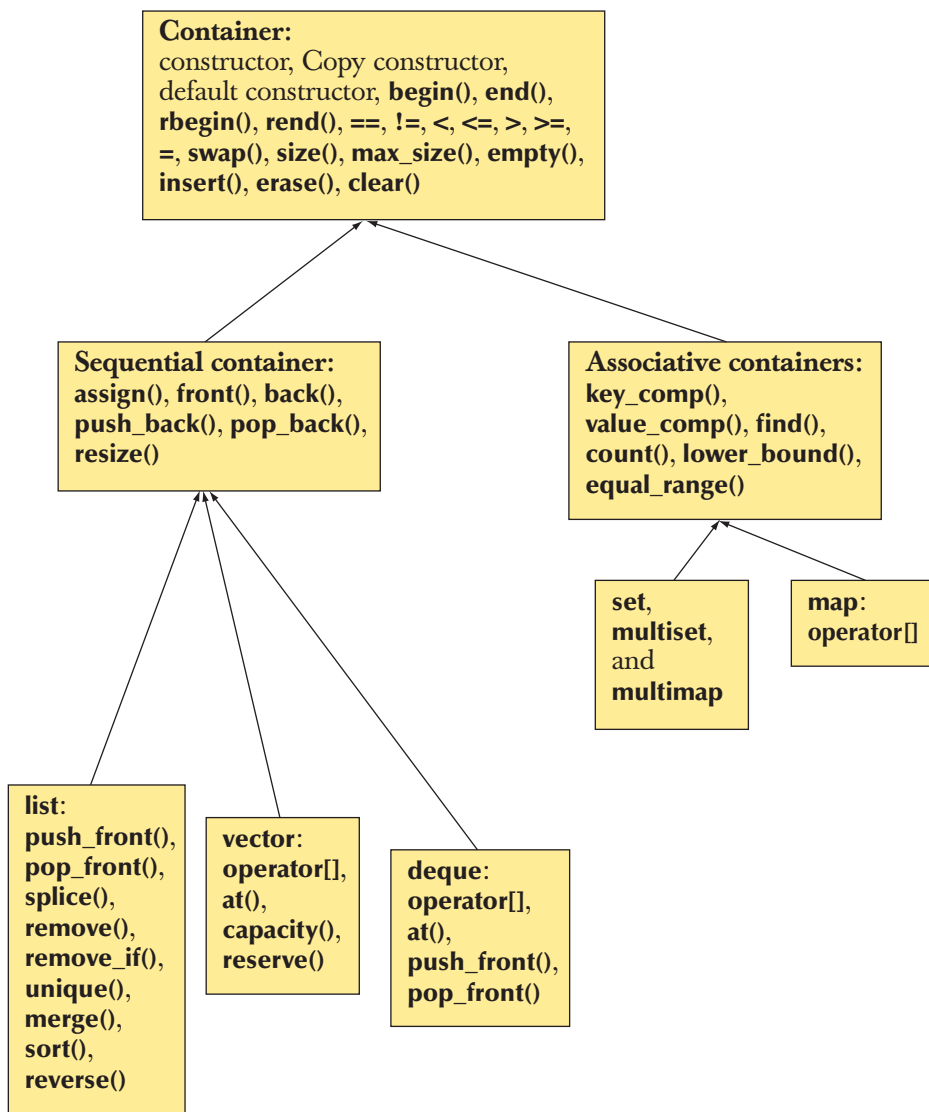 Container:
constructor, Copy constructor,
default constructor, begin(), end(),
rbegin(), rend(), ==, !=, <, <=, >, >=,
=, swap(), size(), max_size(), empty(),
insert(), erase(), clear()
Sequential container:
assign(), front(), back(),
push_back(), pop_back(),
resize()
Associative containers:
key_comp(),
value_comp(), find(),
count(), lower_bound(),
equal_range()
set,
multiset,
and
multimap
map:
operator[]
list:
push_front(),
pop_front(),
splice(),
remove(),
remove_if(),
unique(),
merge(),
sort(),
reverse()
vector:
operator[],
at(),
capacity(),
reserve()
deque:
operator[],
at(),
push_front(),
pop_front()